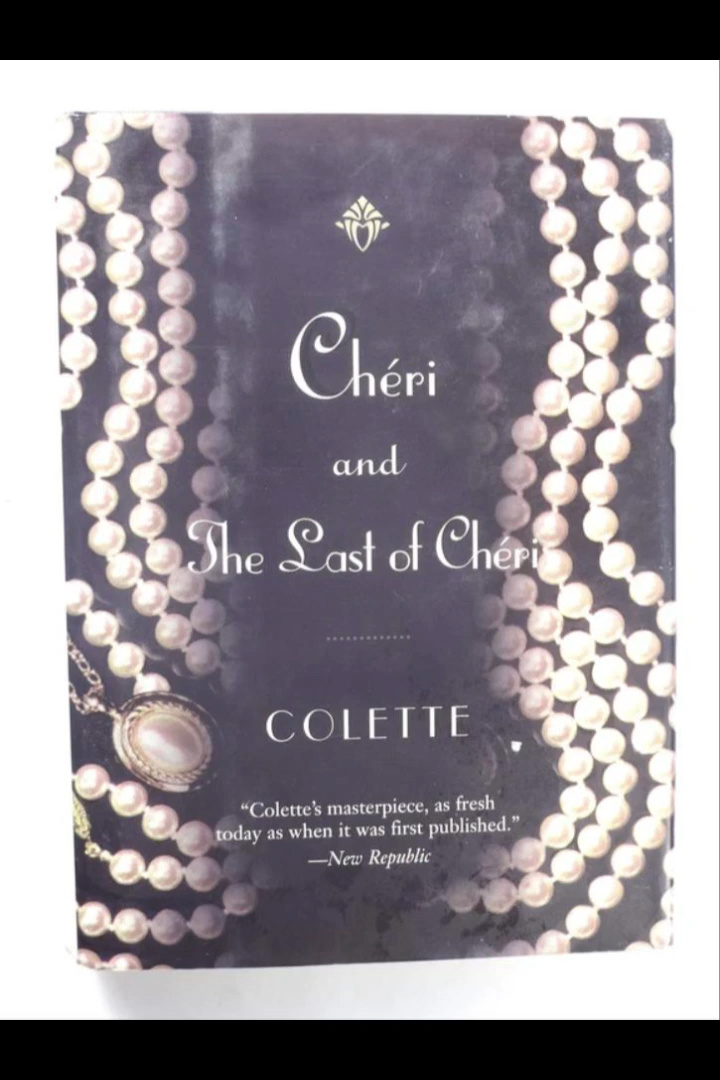 Chéri
and
The Last of Chéri
COLETTE
“Colette’s masterpiece, as fresh
today as when it was first published.”
—New Republic